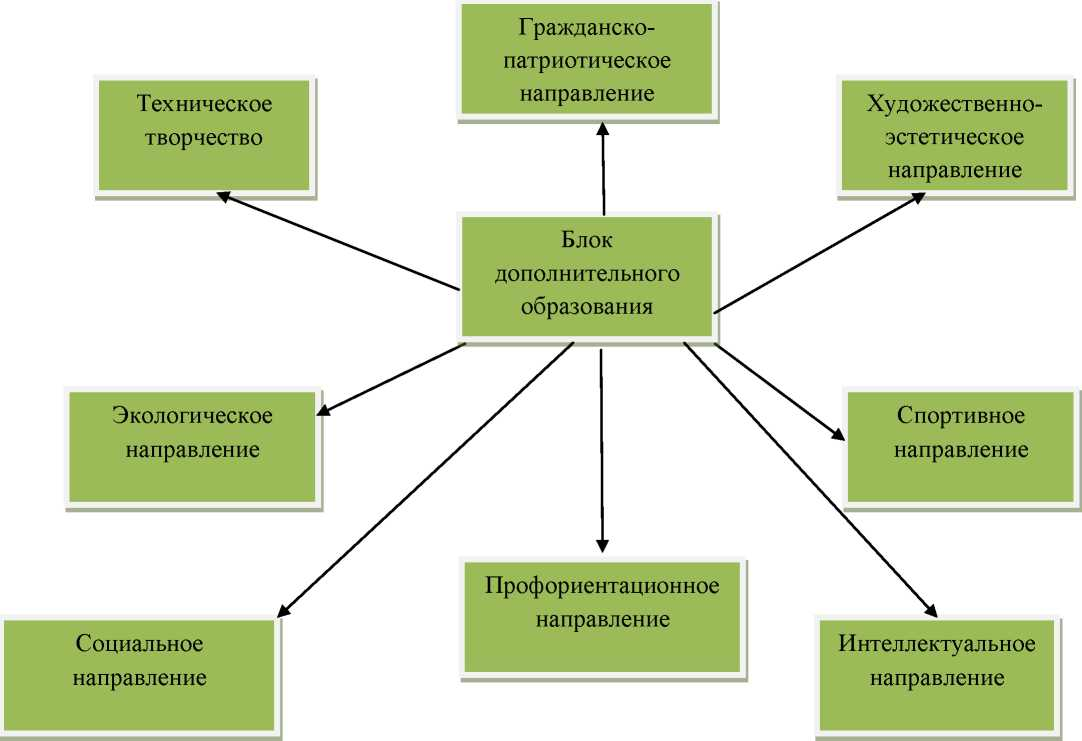 Гражданско-
патриотическое
направление
Техническое
творчество
Художественно-
эстетическое
направление
Блок
дополнительного
образования
Экологическое
направление
Спортивное
направление
Профориентационное
направление
Социальное
направление
Интеллектуальное
направление